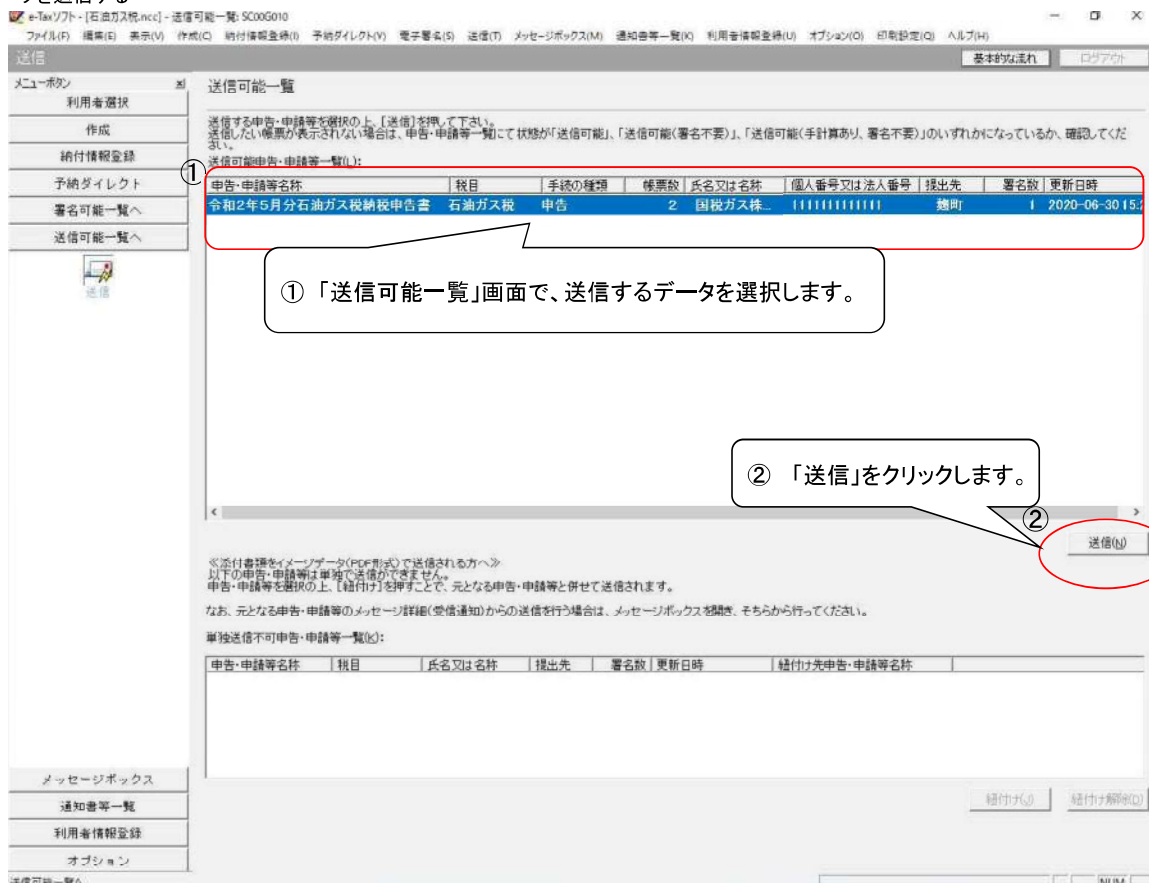 タを送信する
e-Taxソフト - [石油ガス税.ncc] - 送信可能一覧: SC00G010
ファイル(F) 編集(E) 表示(V) 作成(C) 納付情報登録(I) 予納ダイレクト(V) 電子署名(S) 送信(T) メッセージボックス(M) 通知書等一覧(K) 利用者情報登録(U) オプション(O) 印刷設定(Q) ヘルプ(H)
送信 基本的な流れ ログアウト
メニューボタン
利用者選択
作成
納付情報登録
予納ダイレクト
署名可能一覧へ
送信可能一覧へ
送信
送信可能一覧
送信する申告・申請等を選択の上、[送信]を押して下さい。
送信したい帳票が表示されない場合は、申告・申請等一覧にて状態が「送信可能」、「送信可能(署名不要)」、「送信可能(手計算あり、署名不要)」のいずれかになっているか、確認してくだ
さい。
送信可能申告・申請等一覧(L):
①
申告・申請等名称 税目 手続の種類 帳票数 氏名又は名称 個人番号又は法人番号 提出先 署名数 更新日時
令和2年5月分石油ガス税納税申告書 石油ガス税 申告 2 国税ガス株... 1111111111111 麹町 1 2020-06-30 15:2
① 「送信可能一覧」画面で、送信するデータを選択します。
② 「送信」をクリックします。
②
送信(N)
≪添付書類をイメージデータ(PDF形式)で送信される方へ≫
以下の申告・申請等は単独で送信ができません。
申告・申請等を選択の上、[紐付け]を押すことで、元となる申告・申請等と併せて送信されます。
なお、元となる申告・申請等のメッセージ詳細(受信通知)からの送信を行う場合は、メッセージボックスを開き、そちらから行ってください。
単独送信不可申告・申請等一覧(K):
申告・申請等名称 税目 氏名又は名称 提出先 署名数 更新日時 紐付け先申告・申請等名称
紐付け(J) 紐付け解除(D)
メッセージボックス
通知書等一覧
利用者情報登録
オプション
送信可能一覧へ NUM